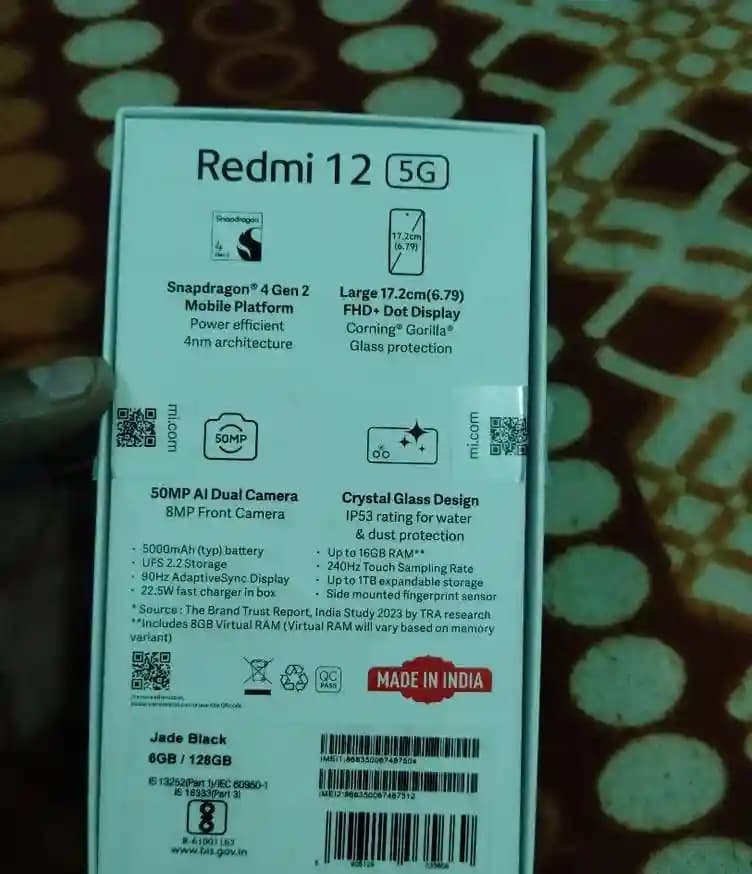 Redmi 12 5G
Snapdragon
4
Gen 2
17.2cm
(6.79)
Snapdragon® 4 Gen 2
Mobile Platform
Power efficient
4nm architecture
Large 17.2cm(6.79)
FHD+ Dot Display
Corning® Gorilla®
Glass protection
mi.com
50MP
mi.com
50MP AI Dual Camera
8MP Front Camera
Crystal Glass Design
IP53 rating for water
& dust protection
· 5000mAh (typ) battery
· UFS 2.2 Storage
· 90Hz AdaptiveSync Display
· 22.5W fast charger in box
· Up to 16GB RAM**
· 240Hz Touch Sampling Rate
· Up to 1TB expandable storage
· Side mounted fingerprint sensor
* Source : The Brand Trust Report, India Study 2023 by TRA research
**Includes 8GB Virtual RAM (Virtual RAM will vary based on memory
variant)
QC
PASS
MADE IN INDIA
Jade Black
6GB / 128GB
IS 13252(Part 1)/IEC 60950-1
IS 16333(Part 3)
R-61001163
www.bis.gov.in
IMEI1:
IMEI2: